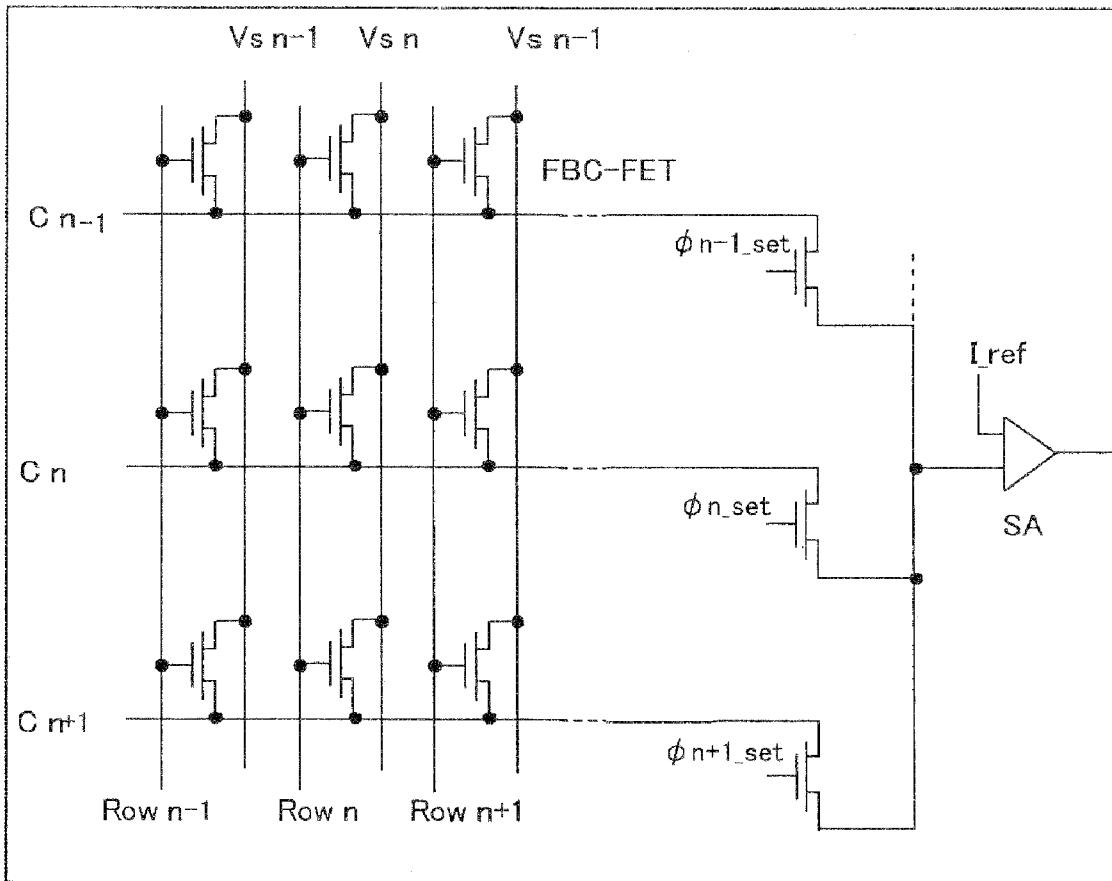 Vs n-1 Vs n Vs n-1
FBC-FET
C n-1
ϕ n-1_set
I_ref
C n
ϕ n_set
SA
C n+1
ϕ n+1_set
Row n-1 Row n Row n+1